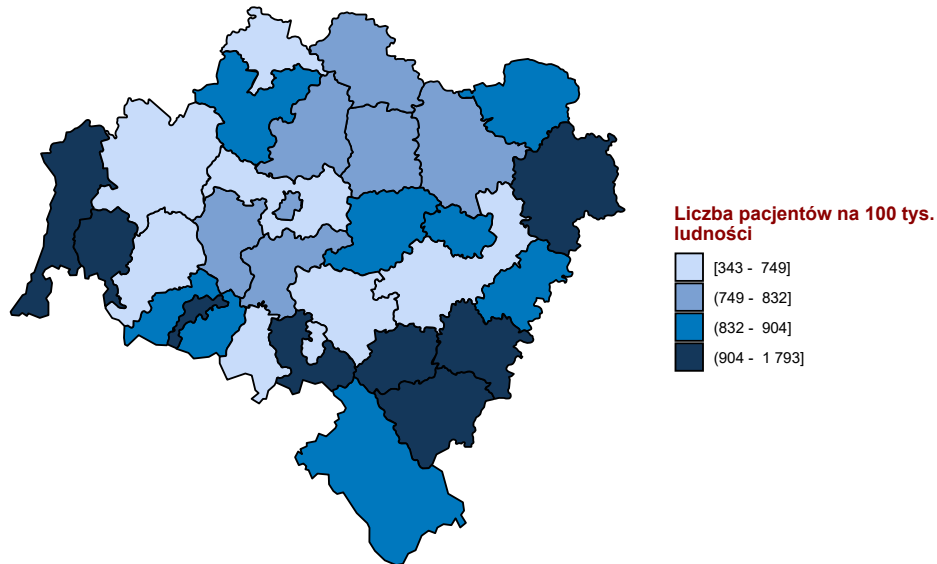 Liczba pacjentów na 100 tys.
ludności
[343 - 749]
(749 - 832]
(832 - 904]
(904 - 1 793]